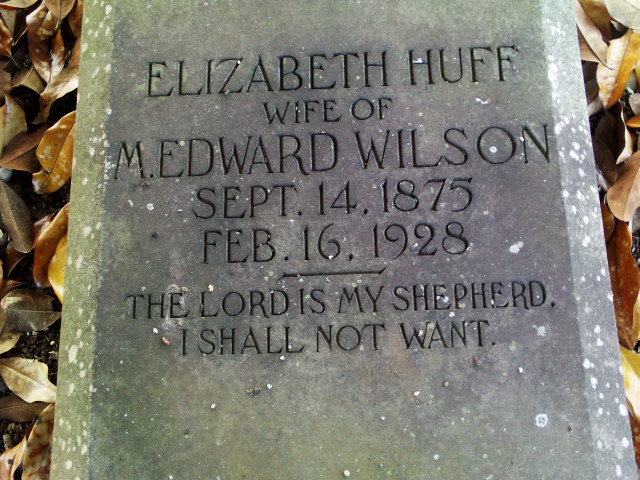 ELIZABETH HUFF
WIFE OF
M. EDWARD WILSON
SEPT. 14, 1875
FEB. 16, 1928
THE LORD IS MY SHEPHERD,
I SHALL NOT WANT.